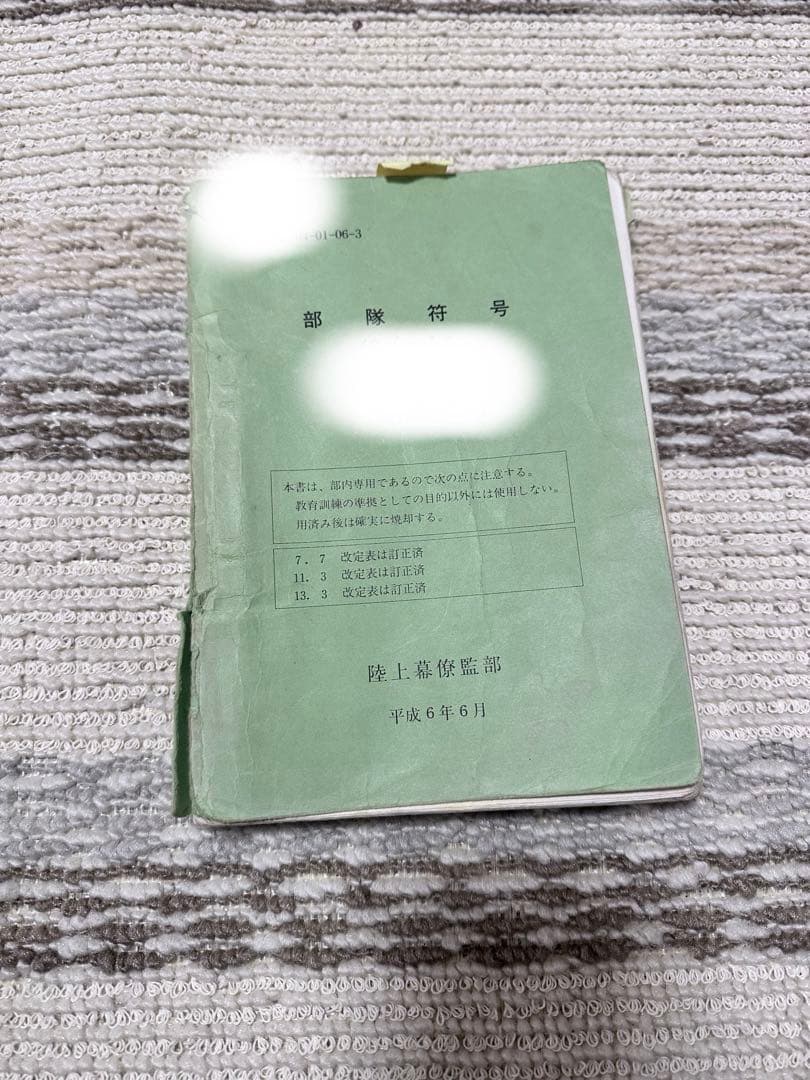 -01-06-3
部隊符号
本書は、部内専用であるので次の点に注意する。
教育訓練の準拠としての目的以外には使用しない。
用済み後は確実に焼却する。
7. 7 改定表は訂正済
11. 3 改定表は訂正済
13. 3 改定表は訂正済
陸上幕僚監部
平成6年6月